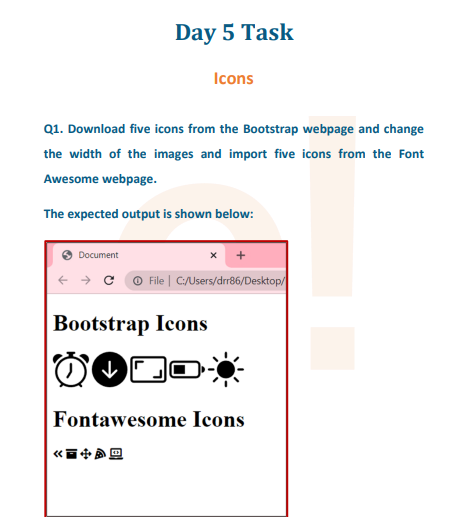 Day 5 Task
Icons
Q1. Download five icons from the Bootstrap webpage and change
the width of the images and import five icons from the Font
Awesome webpage.
The expected output is shown below:
Document
File | C:/Users/drr86/Desktop/
Bootstrap Icons
Fontawesome Icons